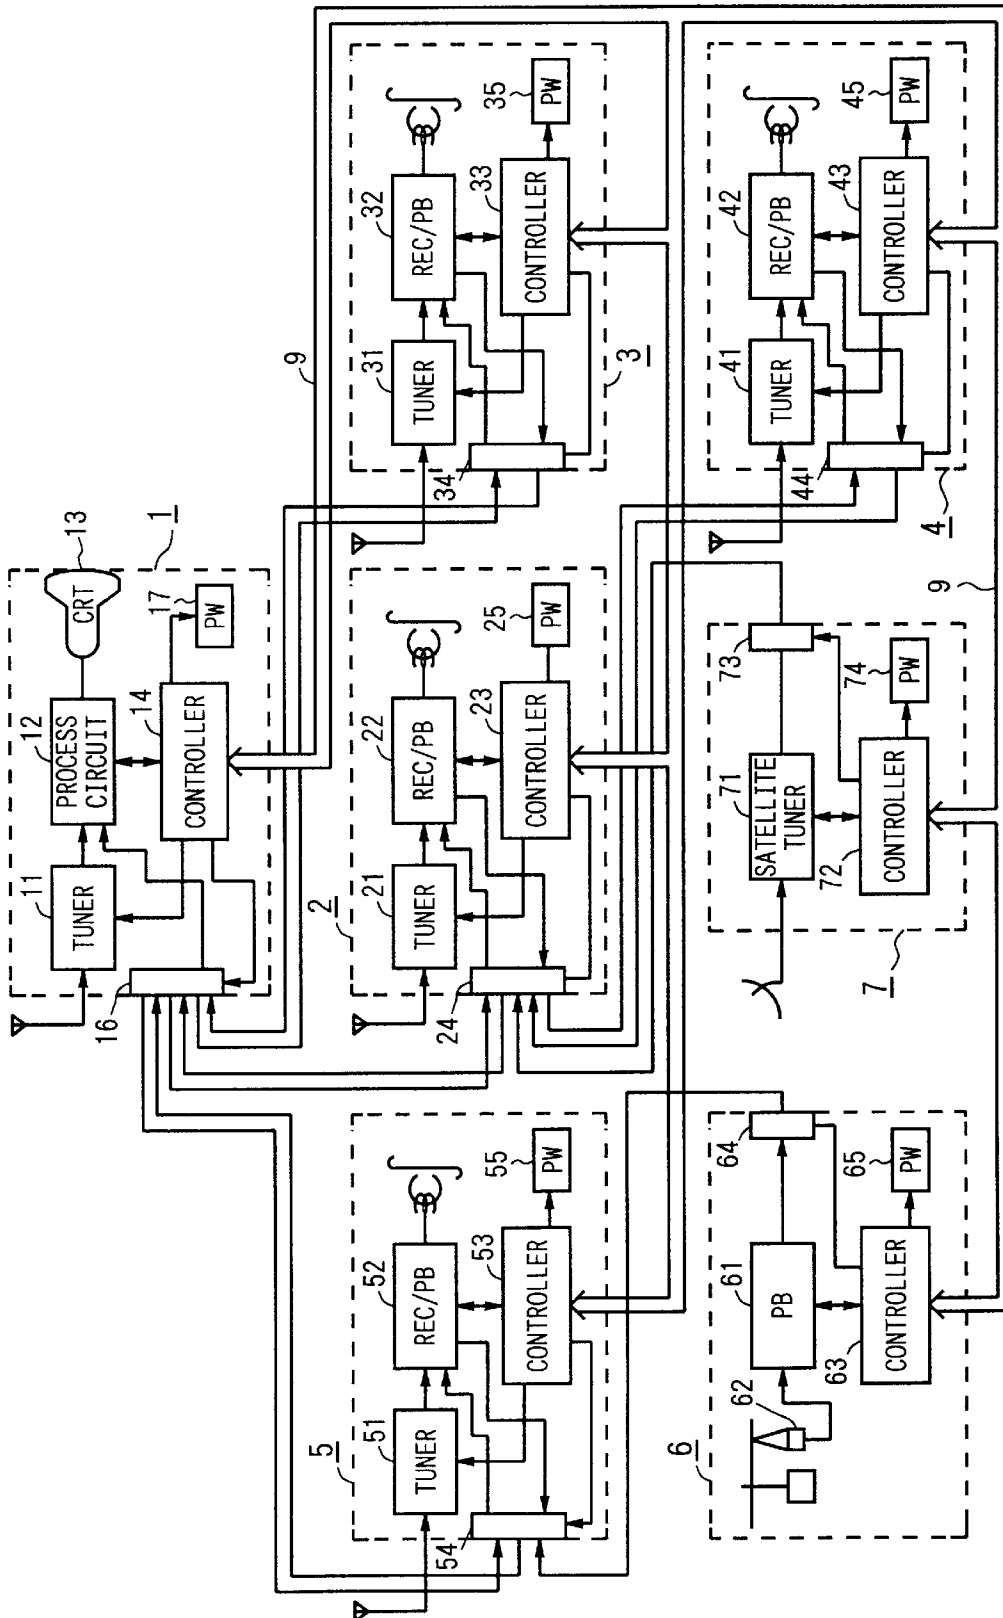 1
11
TUNER
12
PROCESS
CIRCUIT
13
CRT
14
CONTROLLER
16
17
PW
9
5
51
TUNER
52
REC/PB
53
CONTROLLER
54
55
PW
2
21
TUNER
22
REC/PB
23
CONTROLLER
24
25
PW
3
31
TUNER
32
REC/PB
33
CONTROLLER
34
35
PW
6
62
61
PB
63
CONTROLLER
64
65
PW
7
71
SATELLITE
TUNER
72
CONTROLLER
73
74
PW
9
4
41
TUNER
42
REC/PB
43
CONTROLLER
44
45
PW